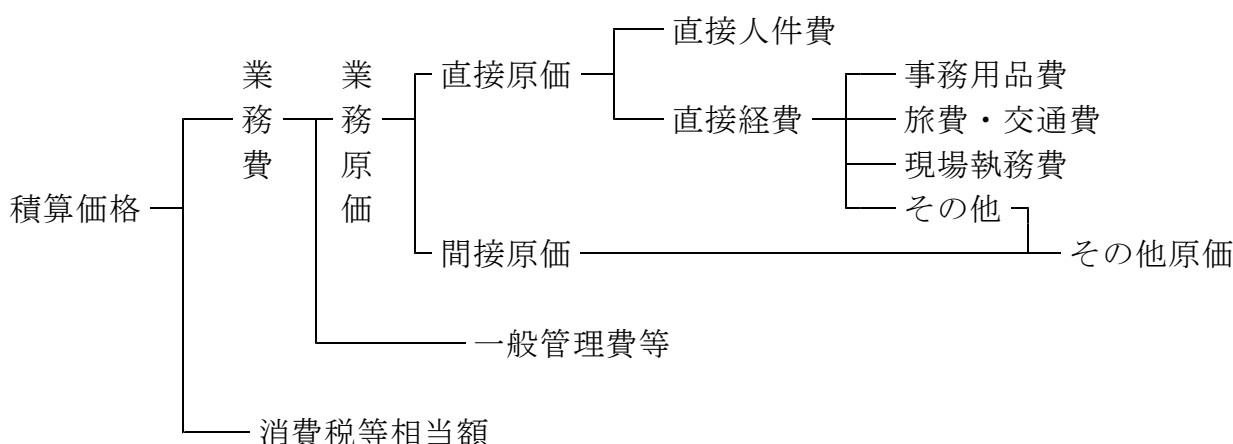 積算価格
業務費
業務原価
直接原価
直接人件費
直接経費
事務用品費
旅費・交通費
現場執務費
その他
間接原価
その他原価
一般管理費等
消費税等相当額